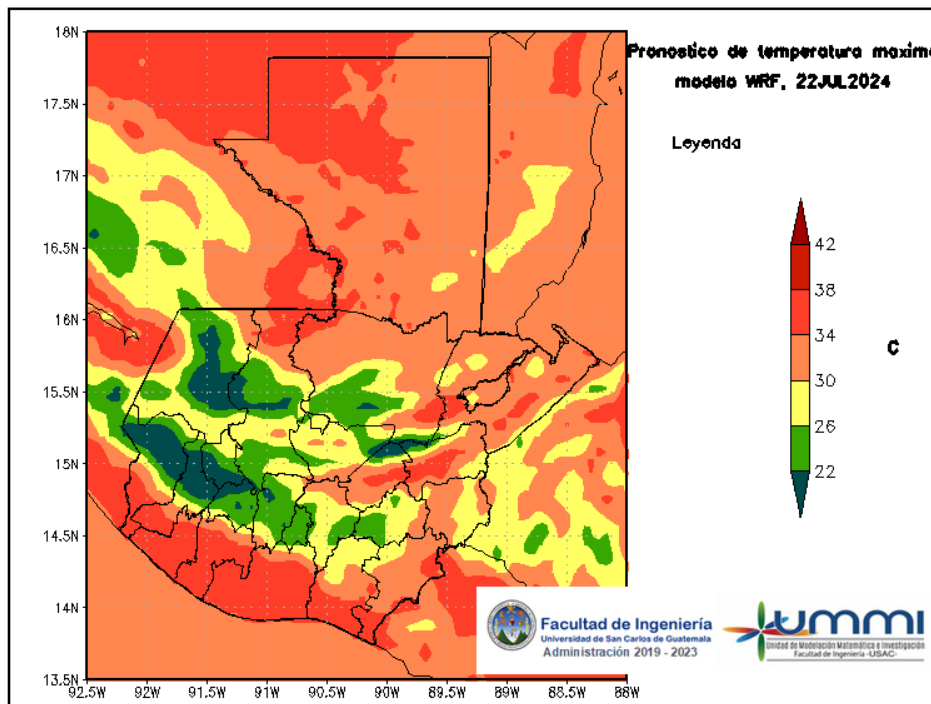 18N
17.5N
17N
16.5N
16N
15.5N
15N
14.5N
14N
13.5N
92.5W 92W 91.5W 91W 90.5W 90W 89.5W 89W 88.5W 88W
Pronostico de temperatura maxima
modelo WRF, 22JUL2024
Leyenda
42
38
34
30
26
22
C
Facultad de Ingeniería
Universidad de San Carlos de Guatemala
Administración 2019 - 2023
ummi
Unidad de Modelación Matemática e Investigación
Facultad de Ingeniería -USAC-